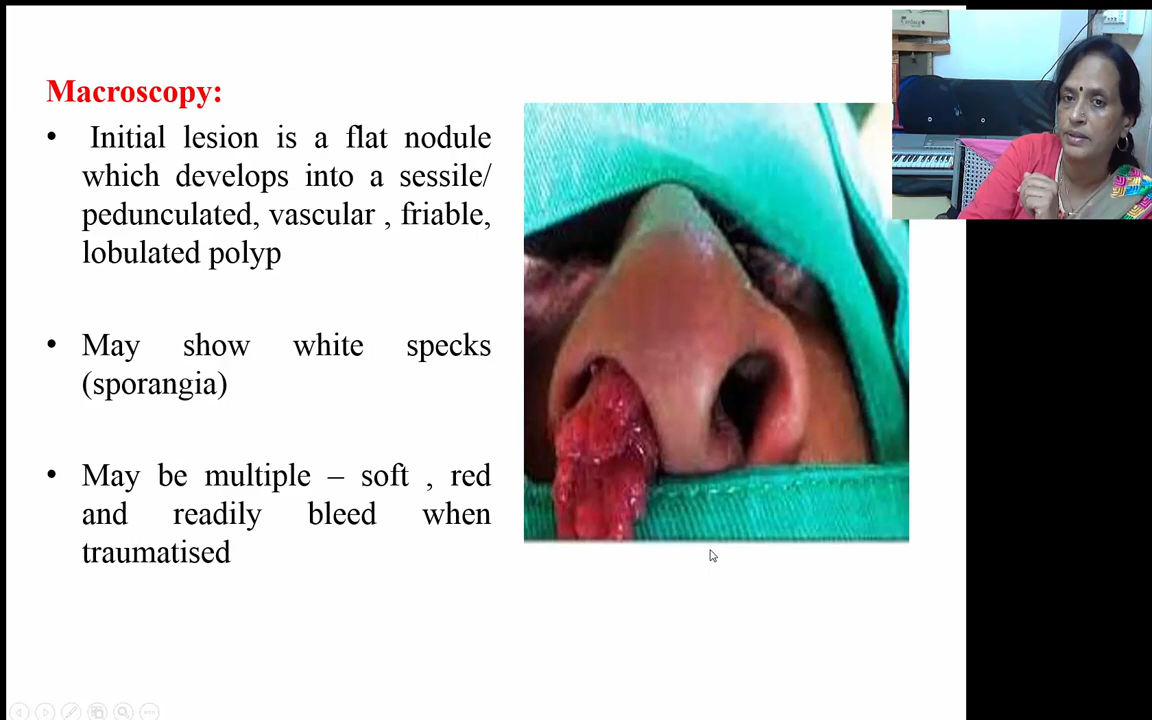 Macroscopy:
• Initial lesion is a flat nodule
which develops into a sessile/
pedunculated, vascular , friable,
lobulated polyp
• May show white specks
(sporangia)
• May be multiple – soft , red
and readily bleed when
traumatised